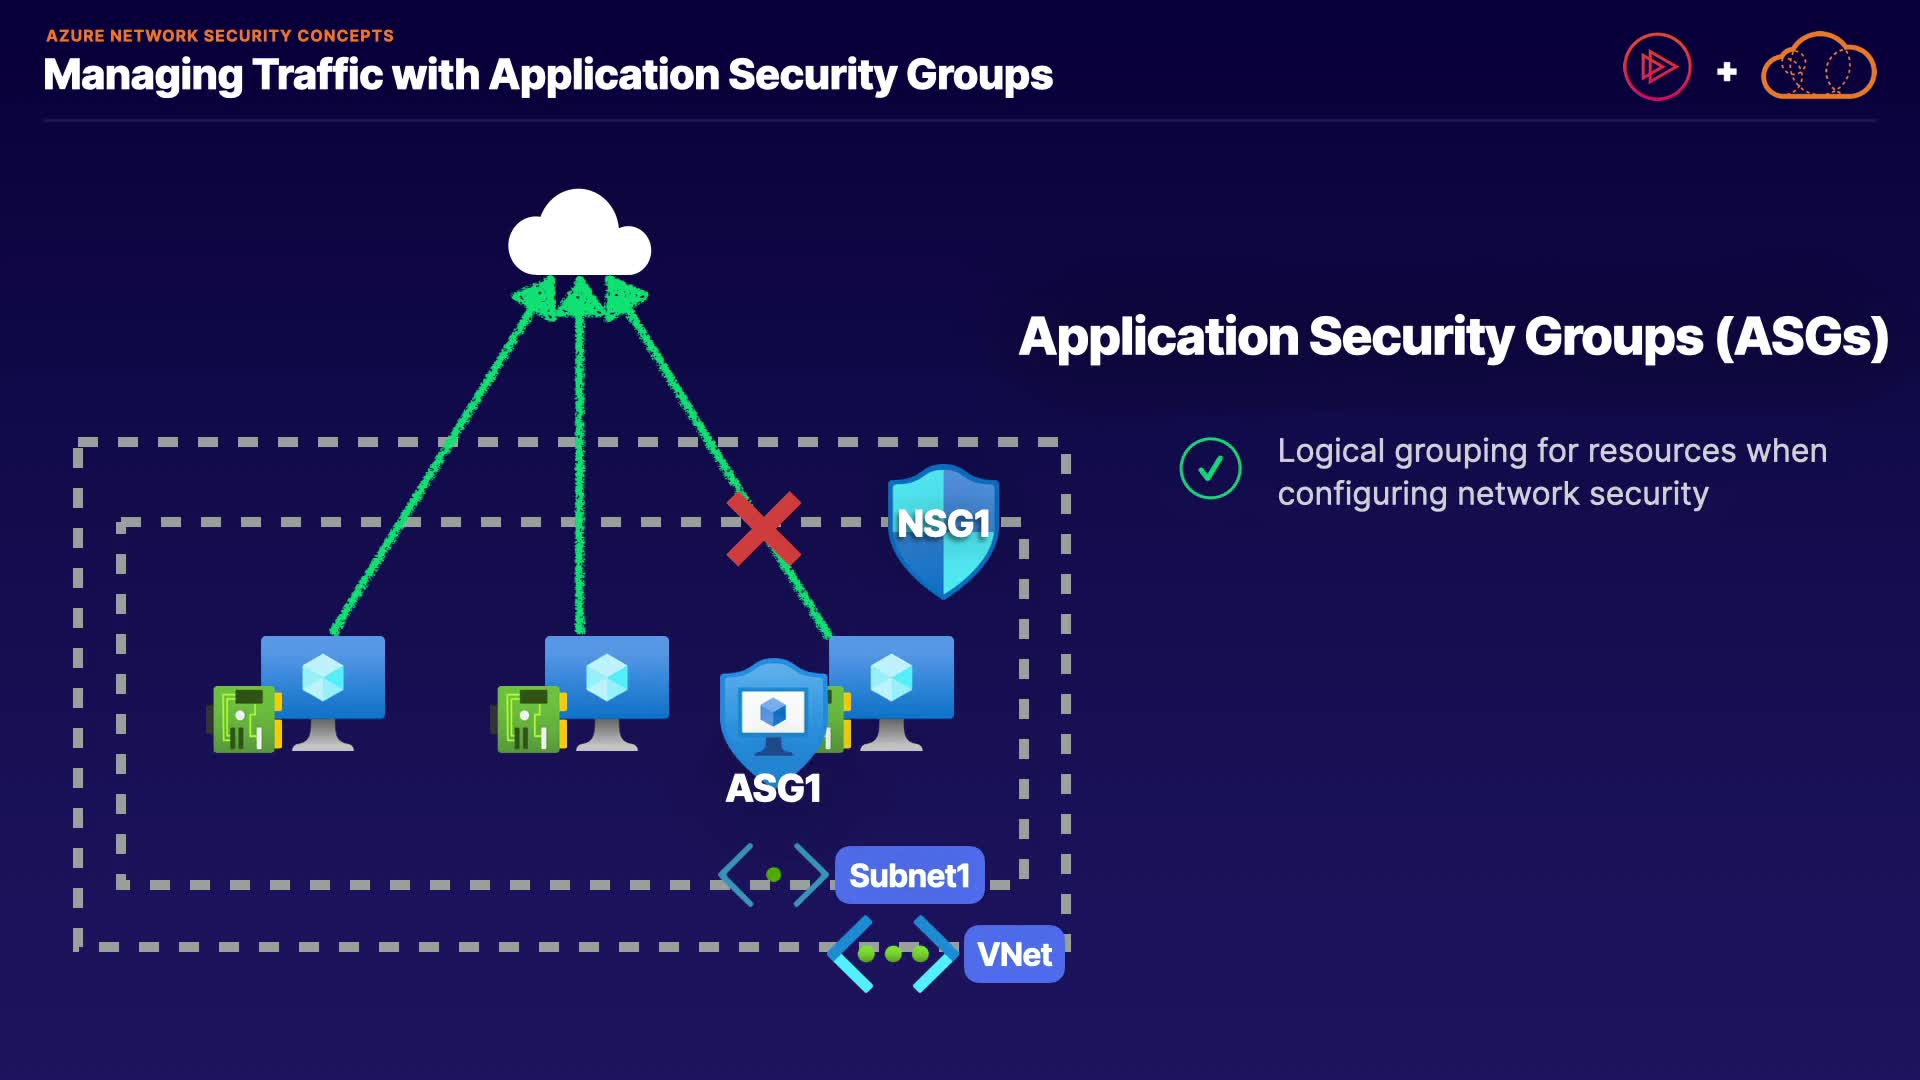 AZURE NETWORK SECURITY CONCEPTS
Managing Traffic with Application Security Groups
+
Application Security Groups (ASGs)
Logical grouping for resources when
configuring network security
NSG1
ASG1
Subnet1
VNet